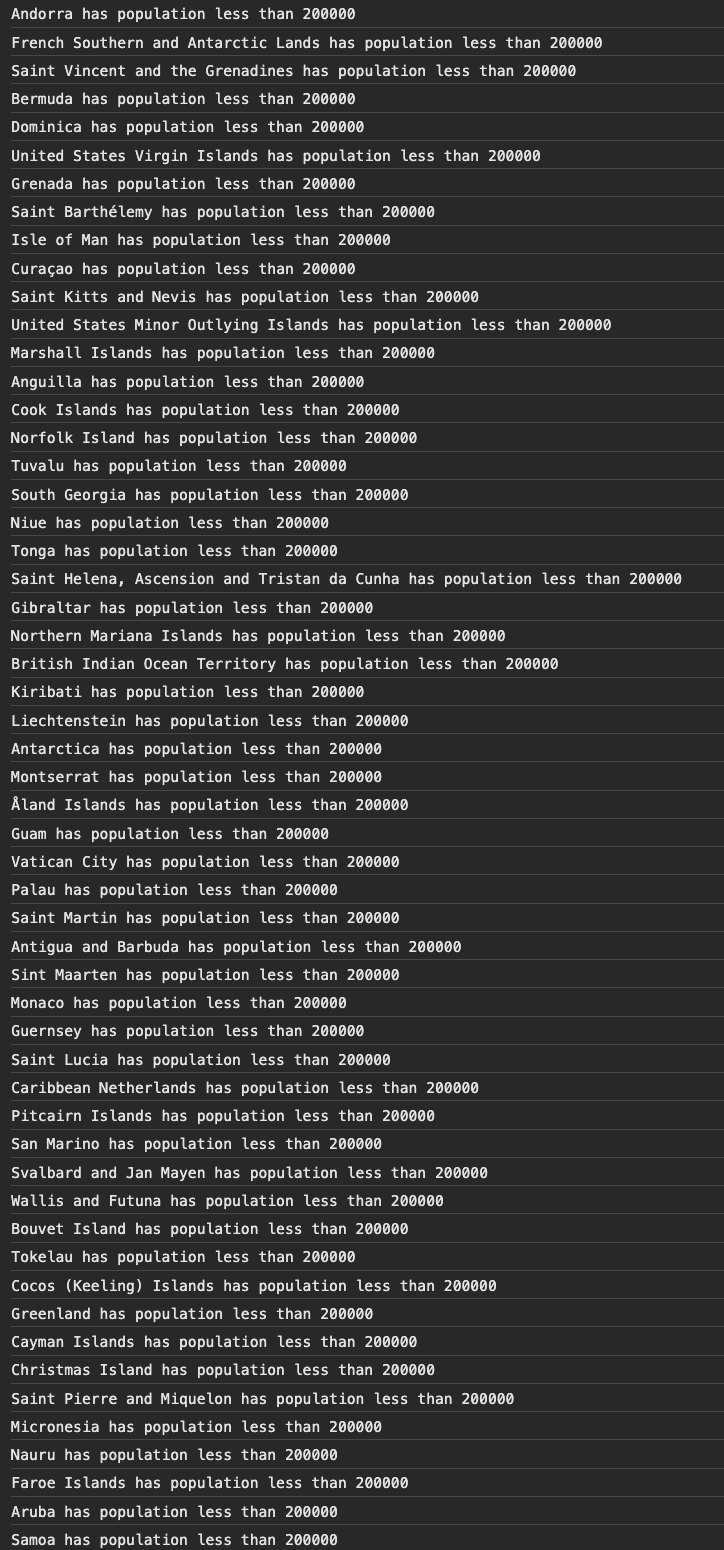 Andorra has population less than 200000
French Southern and Antarctic Lands has population less than 200000
Saint Vincent and the Grenadines has population less than 200000
Bermuda has population less than 200000
Dominica has population less than 200000
United States Virgin Islands has population less than 200000
Grenada has population less than 200000
Saint Barthélemy has population less than 200000
Isle of Man has population less than 200000
Curaçao has population less than 200000
Saint Kitts and Nevis has population less than 200000
United States Minor Outlying Islands has population less than 200000
Marshall Islands has population less than 200000
Anguilla has population less than 200000
Cook Islands has population less than 200000
Norfolk Island has population less than 200000
Tuvalu has population less than 200000
South Georgia has population less than 200000
Niue has population less than 200000
Tonga has population less than 200000
Saint Helena, Ascension and Tristan da Cunha has population less than 200000
Gibraltar has population less than 200000
Northern Mariana Islands has population less than 200000
British Indian Ocean Territory has population less than 200000
Kiribati has population less than 200000
Liechtenstein has population less than 200000
Antarctica has population less than 200000
Montserrat has population less than 200000
Åland Islands has population less than 200000
Guam has population less than 200000
Vatican City has population less than 200000
Palau has population less than 200000
Saint Martin has population less than 200000
Antigua and Barbuda has population less than 200000
Sint Maarten has population less than 200000
Monaco has population less than 200000
Guernsey has population less than 200000
Saint Lucia has population less than 200000
Caribbean Netherlands has population less than 200000
Pitcairn Islands has population less than 200000
San Marino has population less than 200000
Svalbard and Jan Mayen has population less than 200000
Wallis and Futuna has population less than 200000
Bouvet Island has population less than 200000
Tokelau has population less than 200000
Cocos (Keeling) Islands has population less than 200000
Greenland has population less than 200000
Cayman Islands has population less than 200000
Christmas Island has population less than 200000
Saint Pierre and Miquelon has population less than 200000
Micronesia has population less than 200000
Nauru has population less than 200000
Faroe Islands has population less than 200000
Aruba has population less than 200000
Samoa has population less than 200000